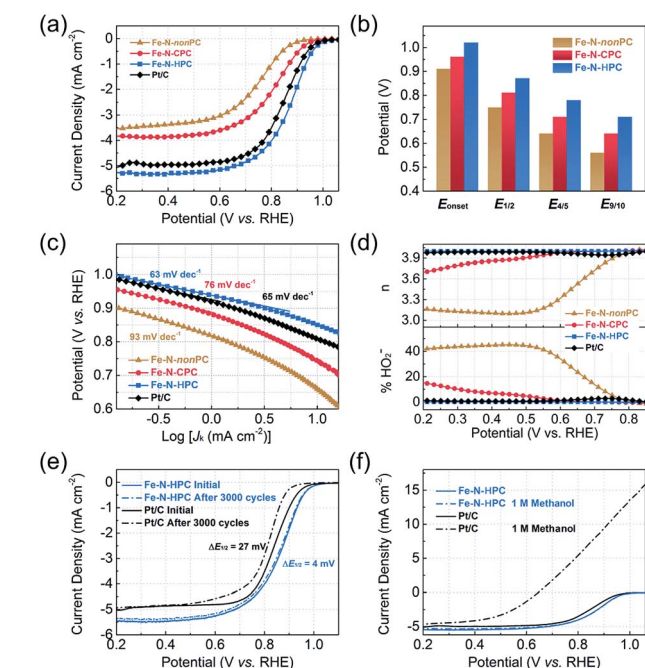 (a)
0
-1
-2
-3
-4
-5
-6
0.2 0.4 0.6 0.8 1.0
Current Density (mA cm⁻²)
Potential (V vs. RHE)
Fe-N-nonPC
Fe-N-CPC
Fe-N-HPC
Pt/C
(b)
1.0
0.9
0.8
0.7
0.6
0.5
0.4
Potential (V)
Eonset E1/2 E4/5 E9/10
Fe-N-nonPC
Fe-N-CPC
Fe-N-HPC
(c)
1.0
0.9
0.8
0.7
0.6
-0.5 0.0 0.5 1.0
Potential (V vs. RHE)
Log [Jk (mA cm⁻²)]
63 mV dec⁻¹
76 mV dec⁻¹
65 mV dec⁻¹
93 mV dec⁻¹
Fe-N-nonPC
Fe-N-CPC
Fe-N-HPC
Pt/C
(d)
3.9
3.6
3.3
3.0
n
Fe-N-nonPC
Fe-N-CPC
Fe-N-HPC
Pt/C
40
20
0
% HO₂⁻
0.2 0.3 0.4 0.5 0.6 0.7 0.8
Potential (V vs. RHE)
(e)
0
-1
-2
-3
-4
-5
-6
0.2 0.4 0.6 0.8 1.0
Current Density (mA cm⁻²)
Potential (V vs. RHE)
Fe-N-HPC Initial
Fe-N-HPC After 3000 cycles
Pt/C Initial
Pt/C After 3000 cycles
ΔE1/2 = 27 mV
ΔE1/2 = 4 mV
(f)
15
10
5
0
-5
0.2 0.4 0.6 0.8 1.0
Current Density (mA cm⁻²)
Potential (V vs. RHE)
Fe-N-HPC
Fe-N-HPC 1 M Methanol
Pt/C
Pt/C 1 M Methanol